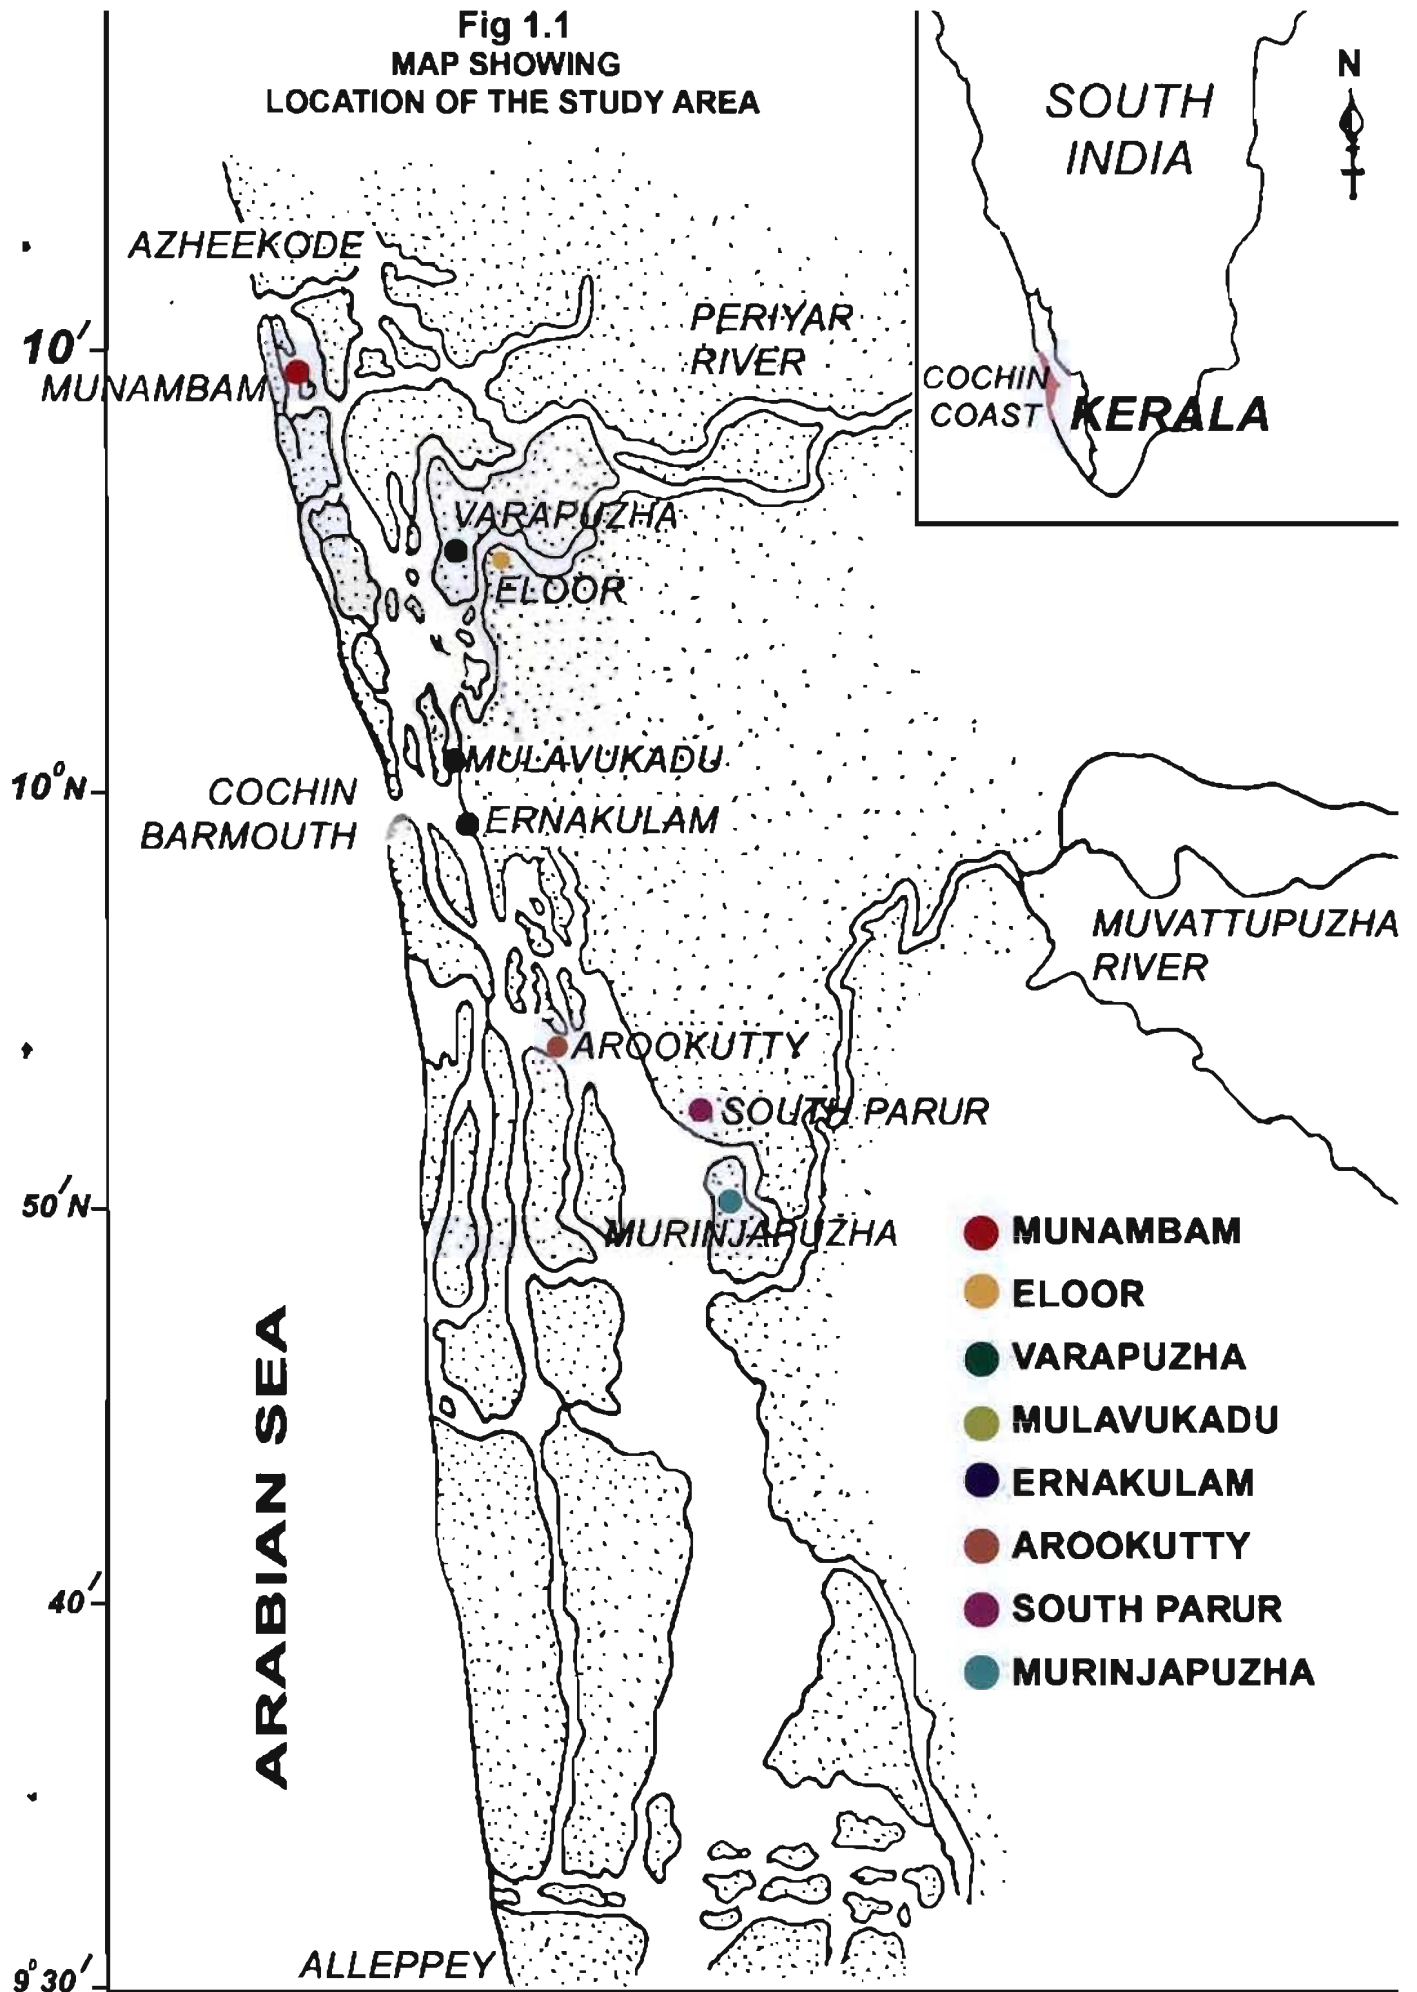 Fig 1.1
MAP SHOWING
LOCATION OF THE STUDY AREA
N
SOUTH
INDIA
COCHIN
COAST
KERALA
AZHEEKODE
10′
MUNAMBAM
PERIYAR
RIVER
VARAPUZHA
ELOOR
MULAVUKADU
10°N
COCHIN
BARMOUTH
ERNAKULAM
MUVATTUPUZHA
RIVER
AROOKUTTY
SOUTH PARUR
50′N
MURINJAPUZHA
ARABIAN SEA
40′
ALLEPPEY
9°30′
MUNAMBAM
ELOOR
VARAPUZHA
MULAVUKADU
ERNAKULAM
AROOKUTTY
SOUTH PARUR
MURINJAPUZHA